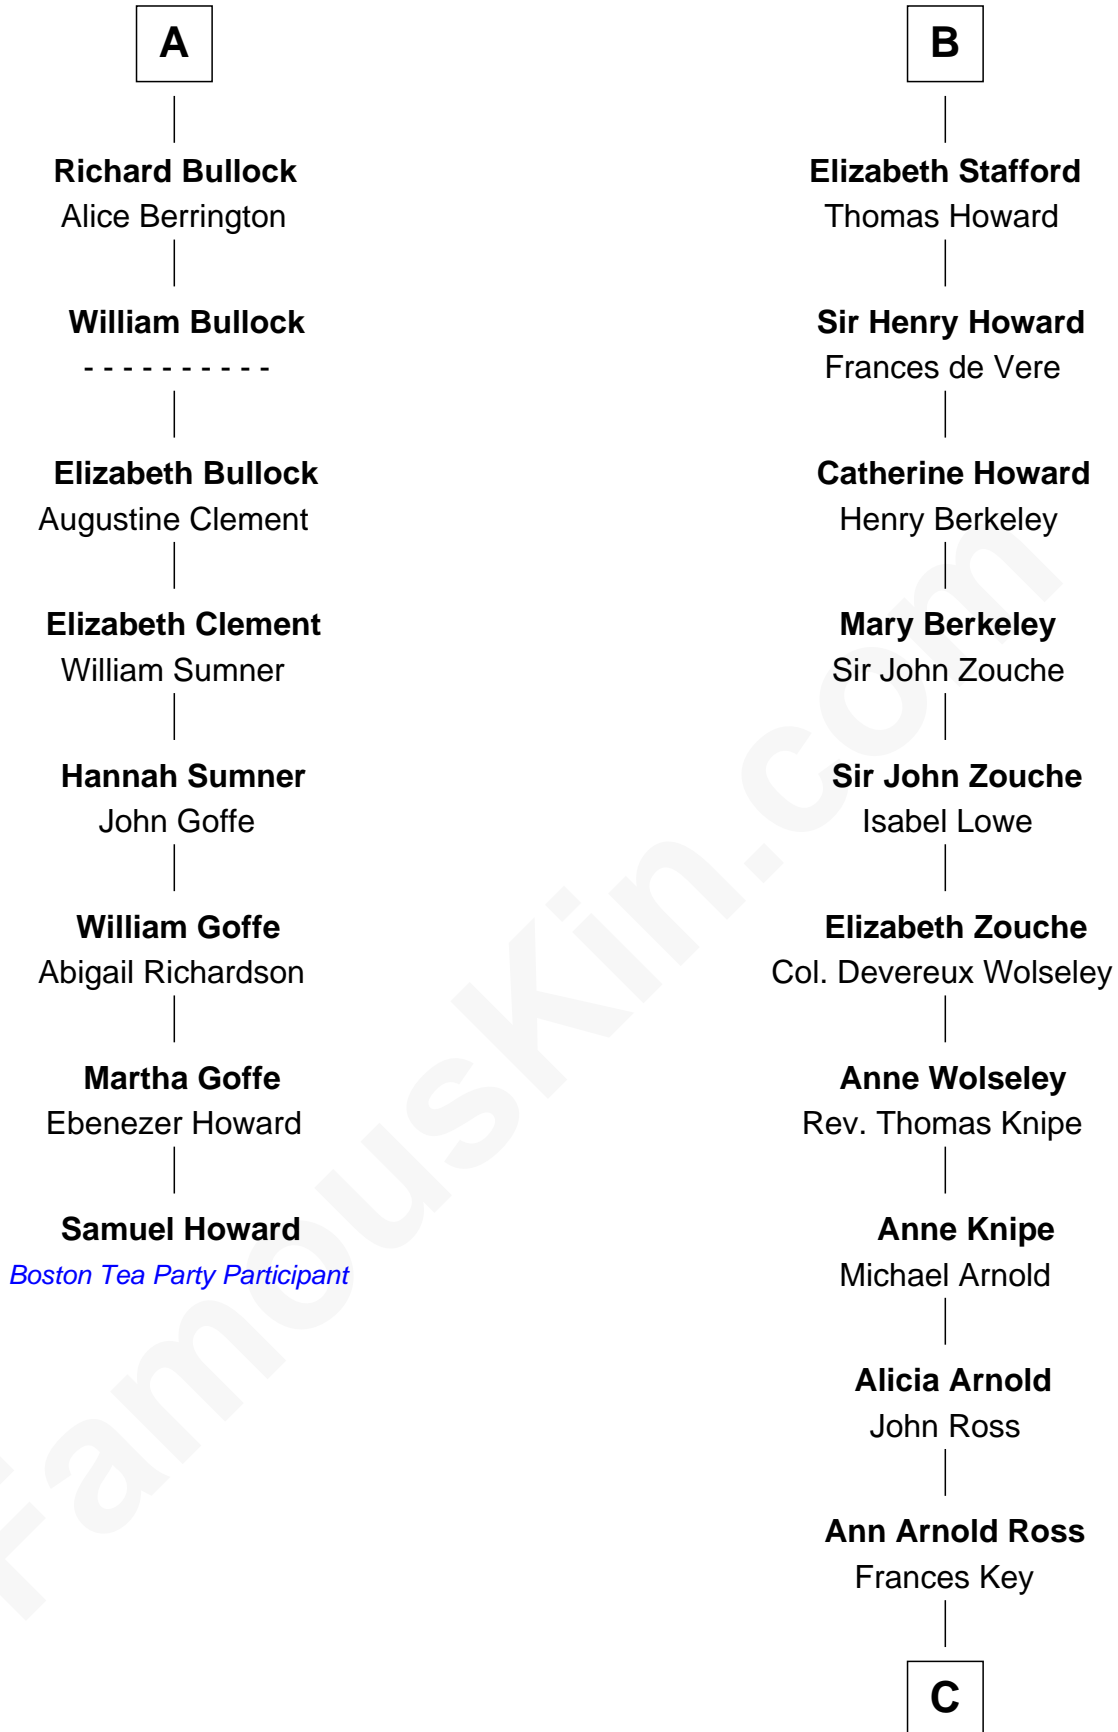 A
Richard Bullock
Alice Berrington
William Bullock
- - - - - - - - - -
Elizabeth Bullock
Augustine Clement
Elizabeth Clement
William Sumner
Hannah Sumner
John Goffe
William Goffe
Abigail Richardson
Martha Goffe
Ebenezer Howard
Samuel Howard
Boston Tea Party Participant
B
Elizabeth Stafford
Thomas Howard
Sir Henry Howard
Frances de Vere
Catherine Howard
Henry Berkeley
Mary Berkeley
Sir John Zouche
Sir John Zouche
Isabel Lowe
Elizabeth Zouche
Col. Devereux Wolseley
Anne Wolseley
Rev. Thomas Knipe
Anne Knipe
Michael Arnold
Alicia Arnold
John Ross
Ann Arnold Ross
Frances Key
C
FamousKin.com